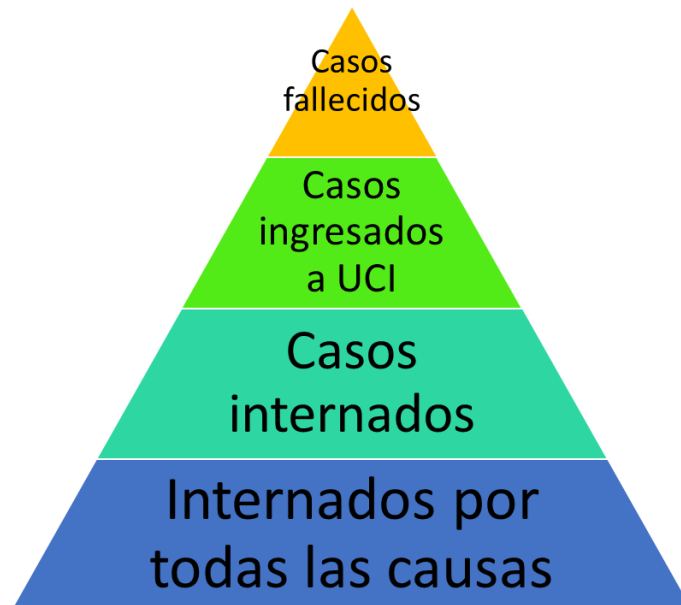 Casos
fallecidos
Casos
ingresados
a UCI
Casos
internados
Internados por
todas las causas